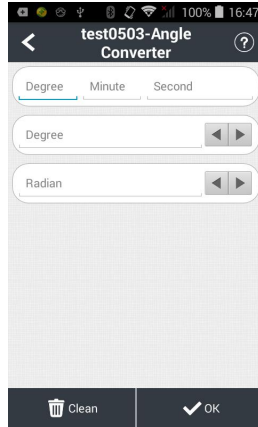 100% 16:47
test0503-Angle
Converter
Degree Minute Second
Degree
Radian
Clean OK